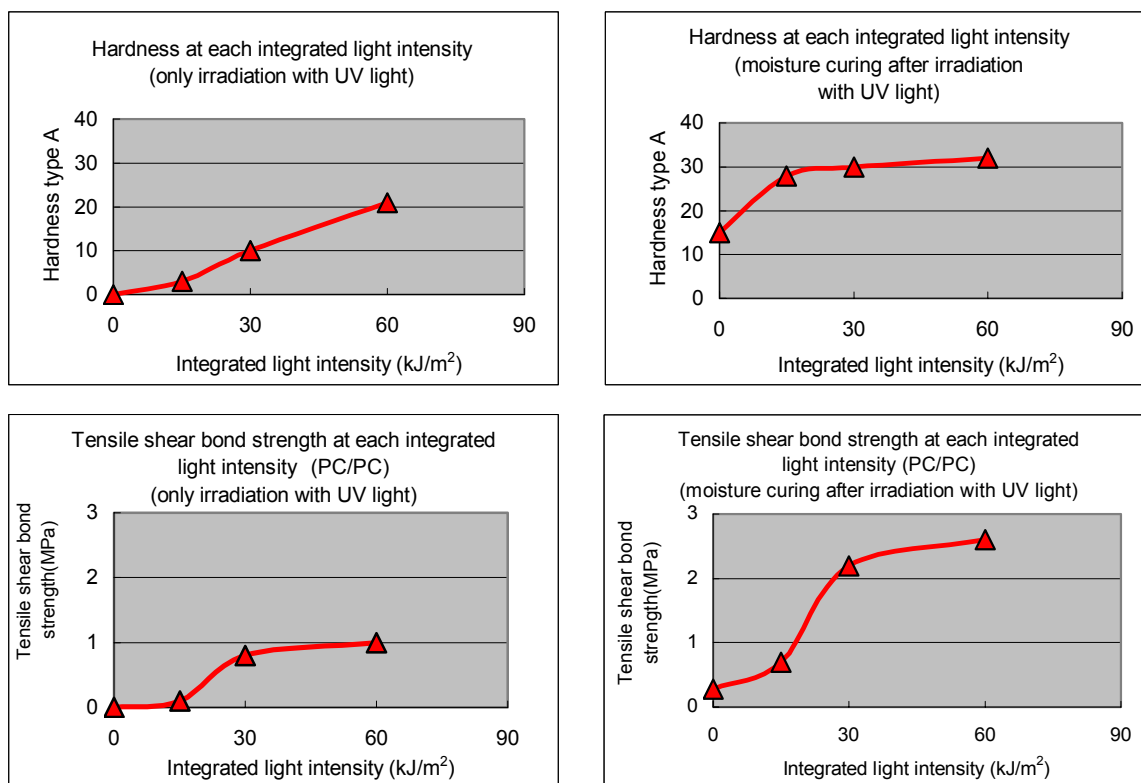 Hardness at each integrated light intensity
(only irradiation with UV light)
40
30
20
10
0
Hardness type A
0 30 60 90
Integrated light intensity (kJ/m²)
Hardness at each integrated light intensity
(moisture curing after irradiation
with UV light)
40
30
20
10
0
Hardness type A
0 30 60 90
Integrated light intensity (kJ/m²)
Tensile shear bond strength at each integrated
light intensity (PC/PC)
(only irradiation with UV light)
3
2
1
0
Tensile shear bond
strength(MPa)
0 30 60 90
Integrated light intensity (kJ/m²)
Tensile shear bond strength at each integrated
light intensity (PC/PC)
(moisture curing after irradiation with UV light)
3
2
1
0
Tensile shear bond
strength(MPa)
0 30 60 90
Integrated light intensity (kJ/m²)